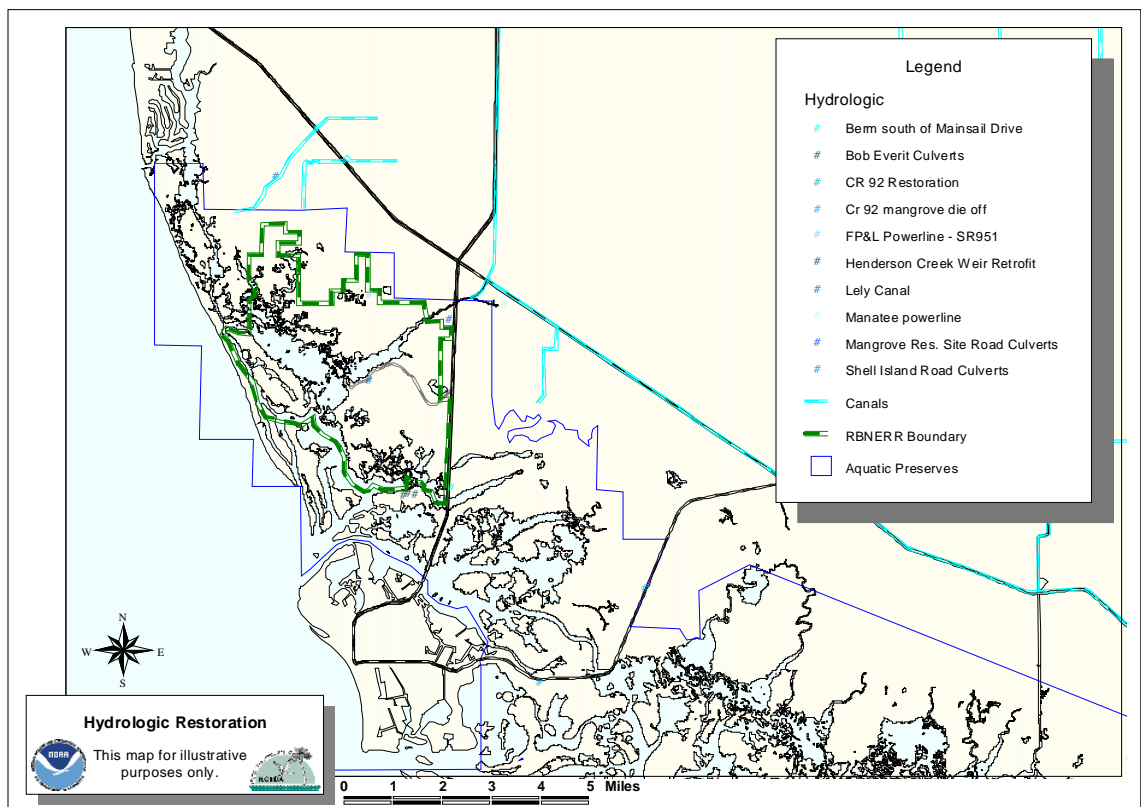 Legend
Hydrologic
# Berm south of Mainsail Drive
# Bob Everit Culverts
# CR 92 Restoration
# Cr 92 mangrove die off
# FP&L Powerline - SR951
# Henderson Creek Weir Retrofit
# Lely Canal
# Manatee powerline
# Mangrove Res. Site Road Culverts
# Shell Island Road Culverts
Canals
RBNERR Boundary
Aquatic Preserves
N
W E
S
Hydrologic Restoration
This map for illustrative
purposes only.
NOAA
FLORIDA
0 1 2 3 4 5 Miles